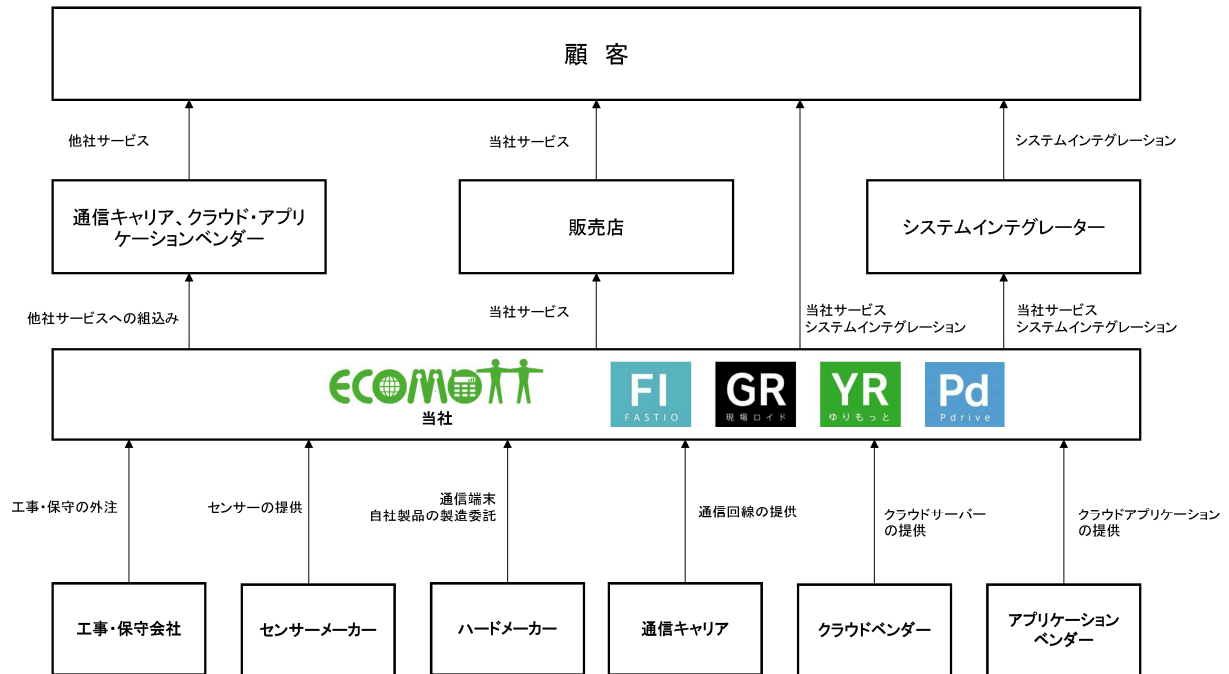 顧 客
他社サービス
当社サービス
システムインテグレーション
通信キャリア、クラウド・アプリ
ケーションベンダー
販売店
システムインテグレーター
他社サービスへの組込み
当社サービス
当社サービス
システムインテグレーション
当社サービス
システムインテグレーション
ECOMOTT
当社
FI
FASTIO
GR
現場ロイド
YR
ゆりもっと
Pd
Pdrive
工事・保守の外注
センサーの提供
通信端末
自社製品の製造委託
通信回線の提供
クラウドサーバー
の提供
クラウドアプリケーション
の提供
工事・保守会社
センサーメーカー
ハードメーカー
通信キャリア
クラウドベンダー
アプリケーション
ベンダー